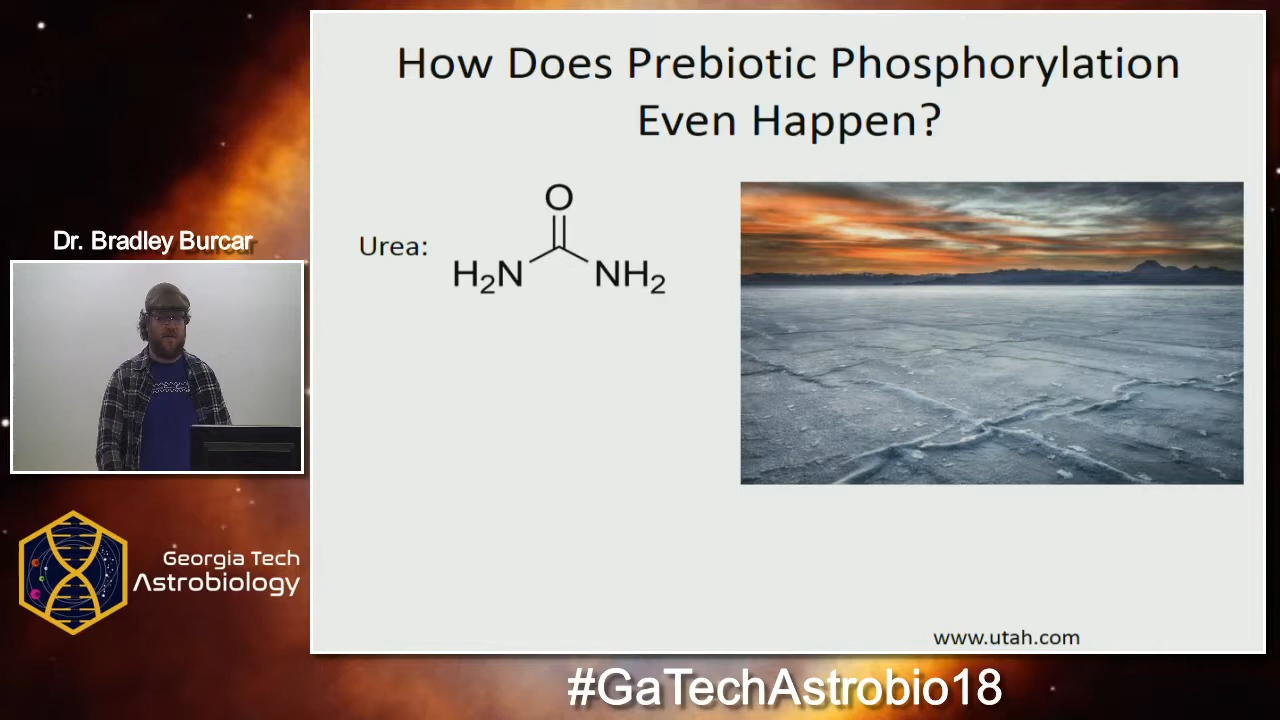 How Does Prebiotic Phosphorylation
Even Happen?
Dr. Bradley Burcar
Urea:
O
H₂N
NH₂
Georgia Tech
Astrobiology
www.utah.com
#GaTechAstrobio18